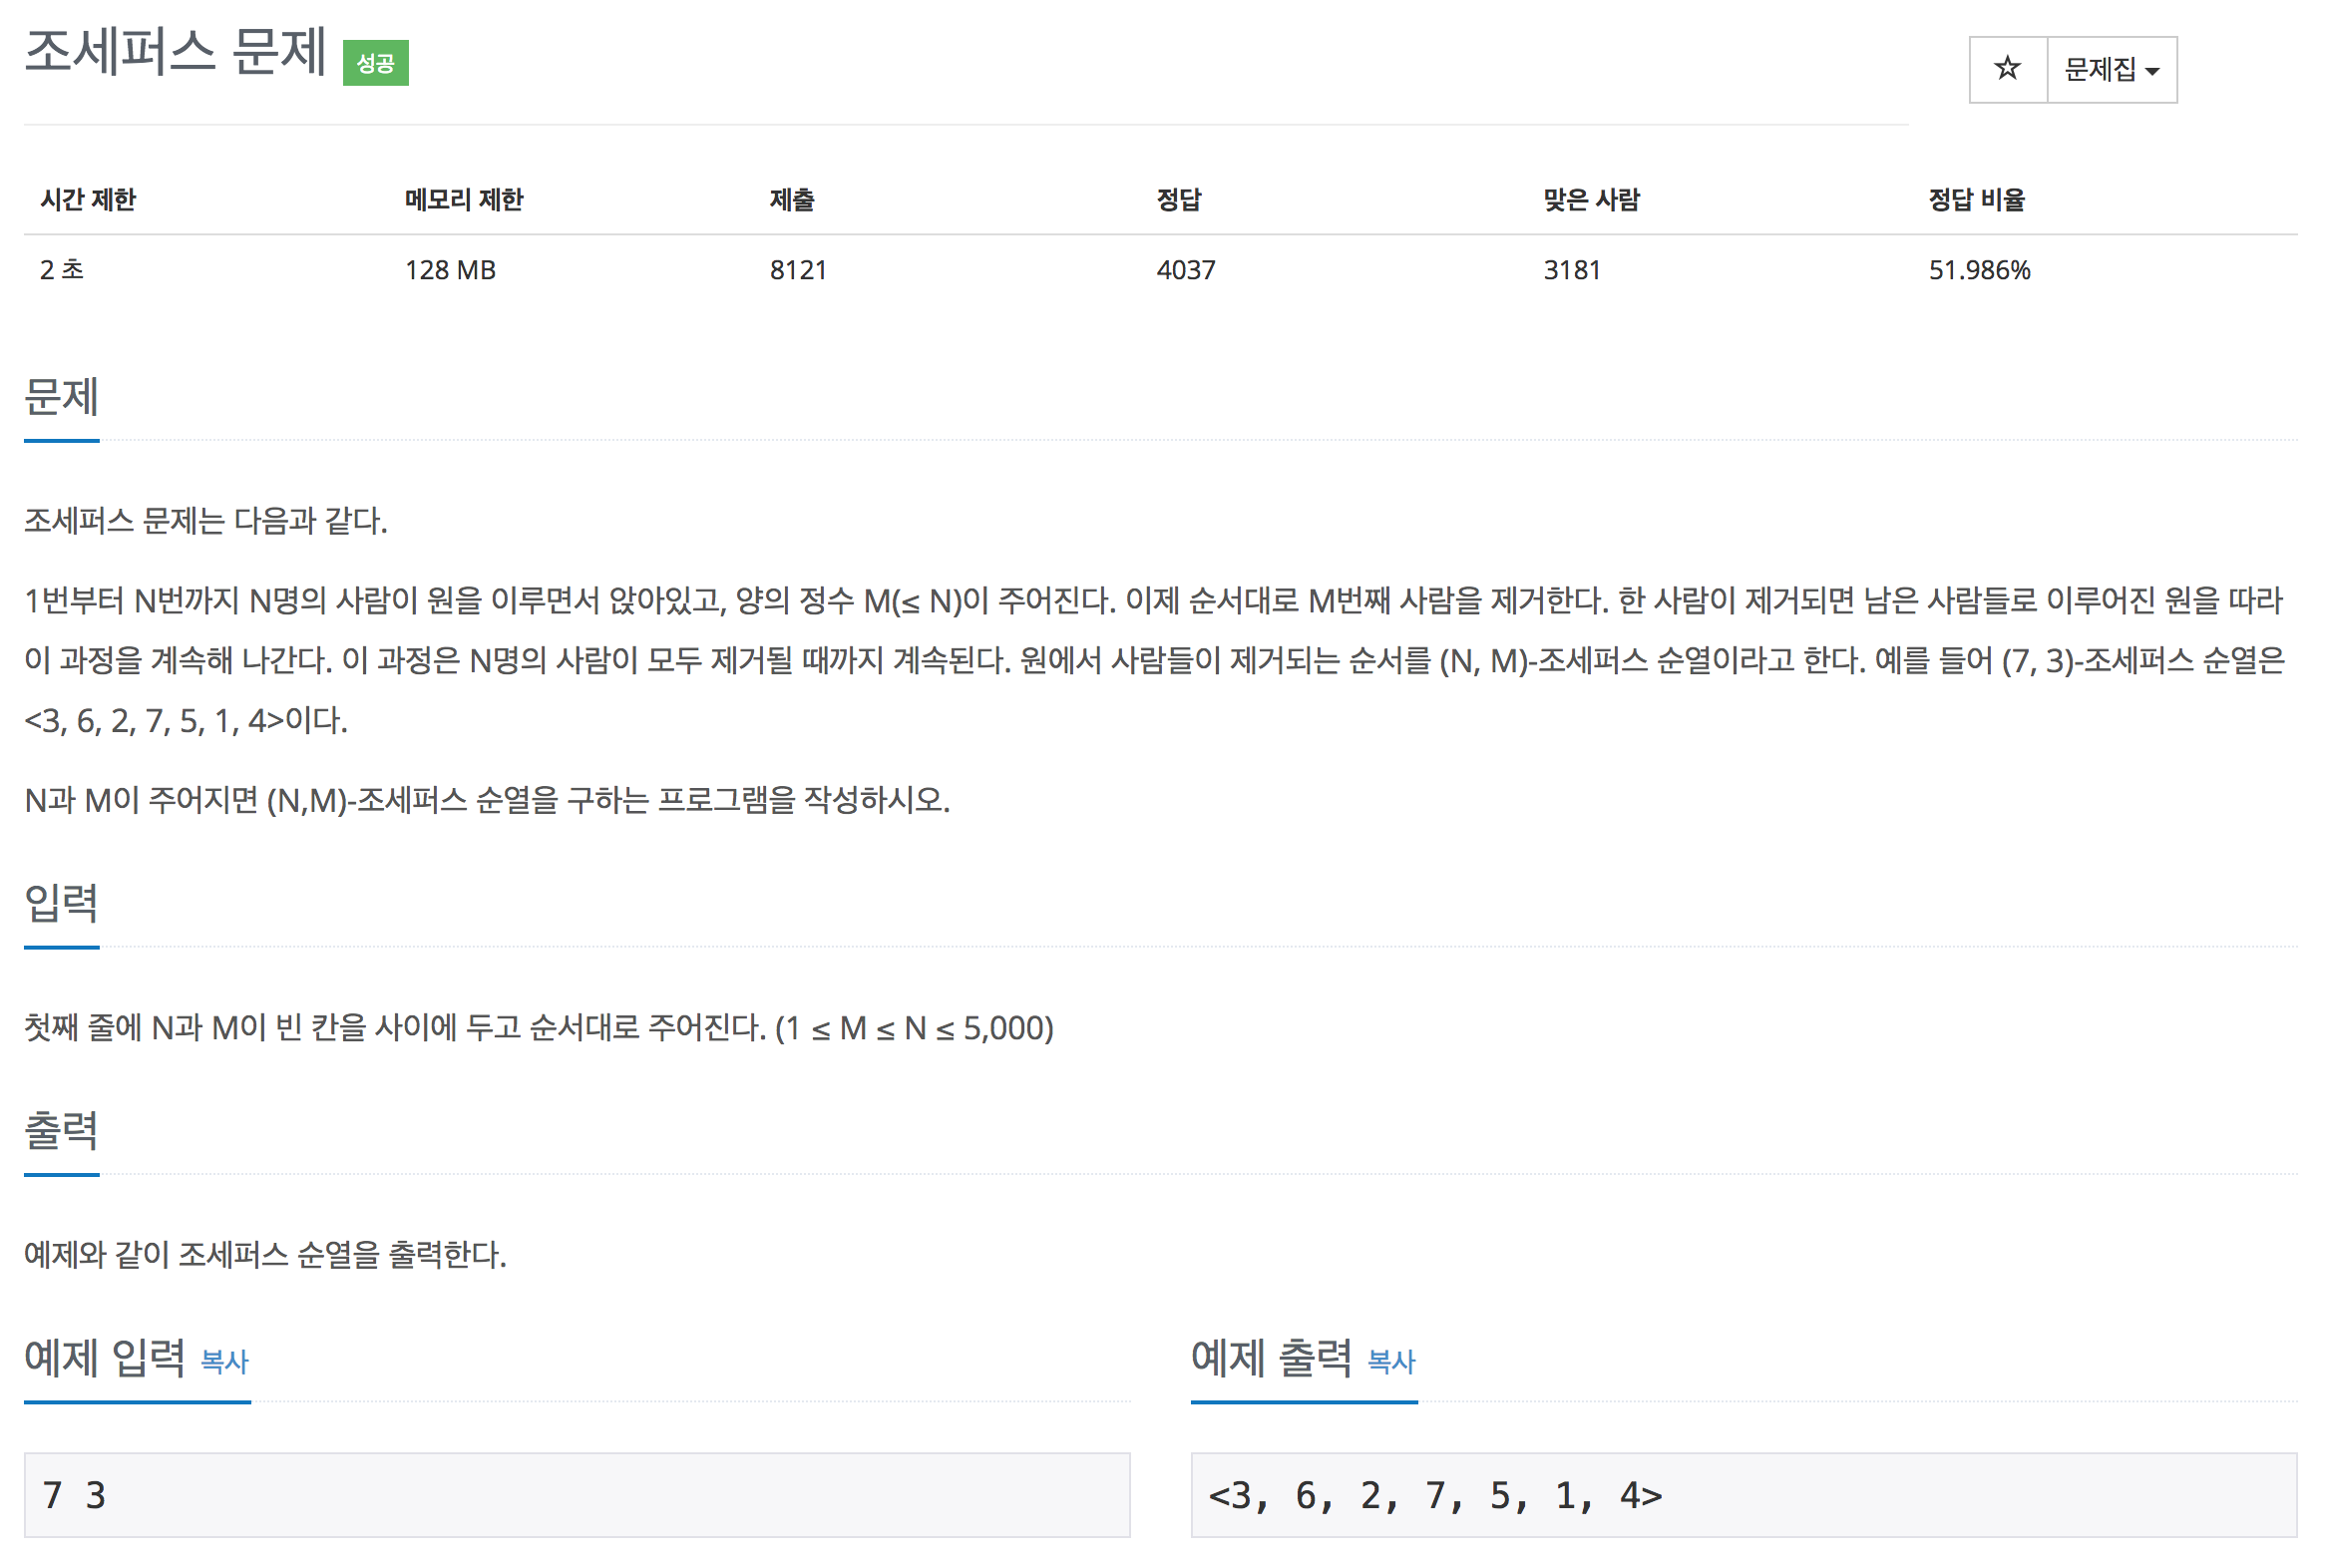 조세퍼스 문제 성공
☆ 문제집
시간 제한 메모리 제한 제출 정답 맞은 사람 정답 비율
2 초 128 MB 8121 4037 3181 51.986%
문제
조세퍼스 문제는 다음과 같다.
1번부터 N번까지 N명의 사람이 원을 이루면서 앉아있고, 양의 정수 M(≤ N)이 주어진다. 이제 순서대로 M번째 사람을 제거한다. 한 사람이 제거되면 남은 사람들로 이루어진 원을 따라
이 과정을 계속해 나간다. 이 과정은 N명의 사람이 모두 제거될 때까지 계속된다. 원에서 사람들이 제거되는 순서를 (N, M)-조세퍼스 순열이라고 한다. 예를 들어 (7, 3)-조세퍼스 순열은
<3, 6, 2, 7, 5, 1, 4>이다.
N과 M이 주어지면 (N,M)-조세퍼스 순열을 구하는 프로그램을 작성하시오.
입력
첫째 줄에 N과 M이 빈 칸을 사이에 두고 순서대로 주어진다. (1 ≤ M ≤ N ≤ 5,000)
출력
예제와 같이 조세퍼스 순열을 출력한다.
예제 입력 복사
7 3
예제 출력 복사
<3, 6, 2, 7, 5, 1, 4>